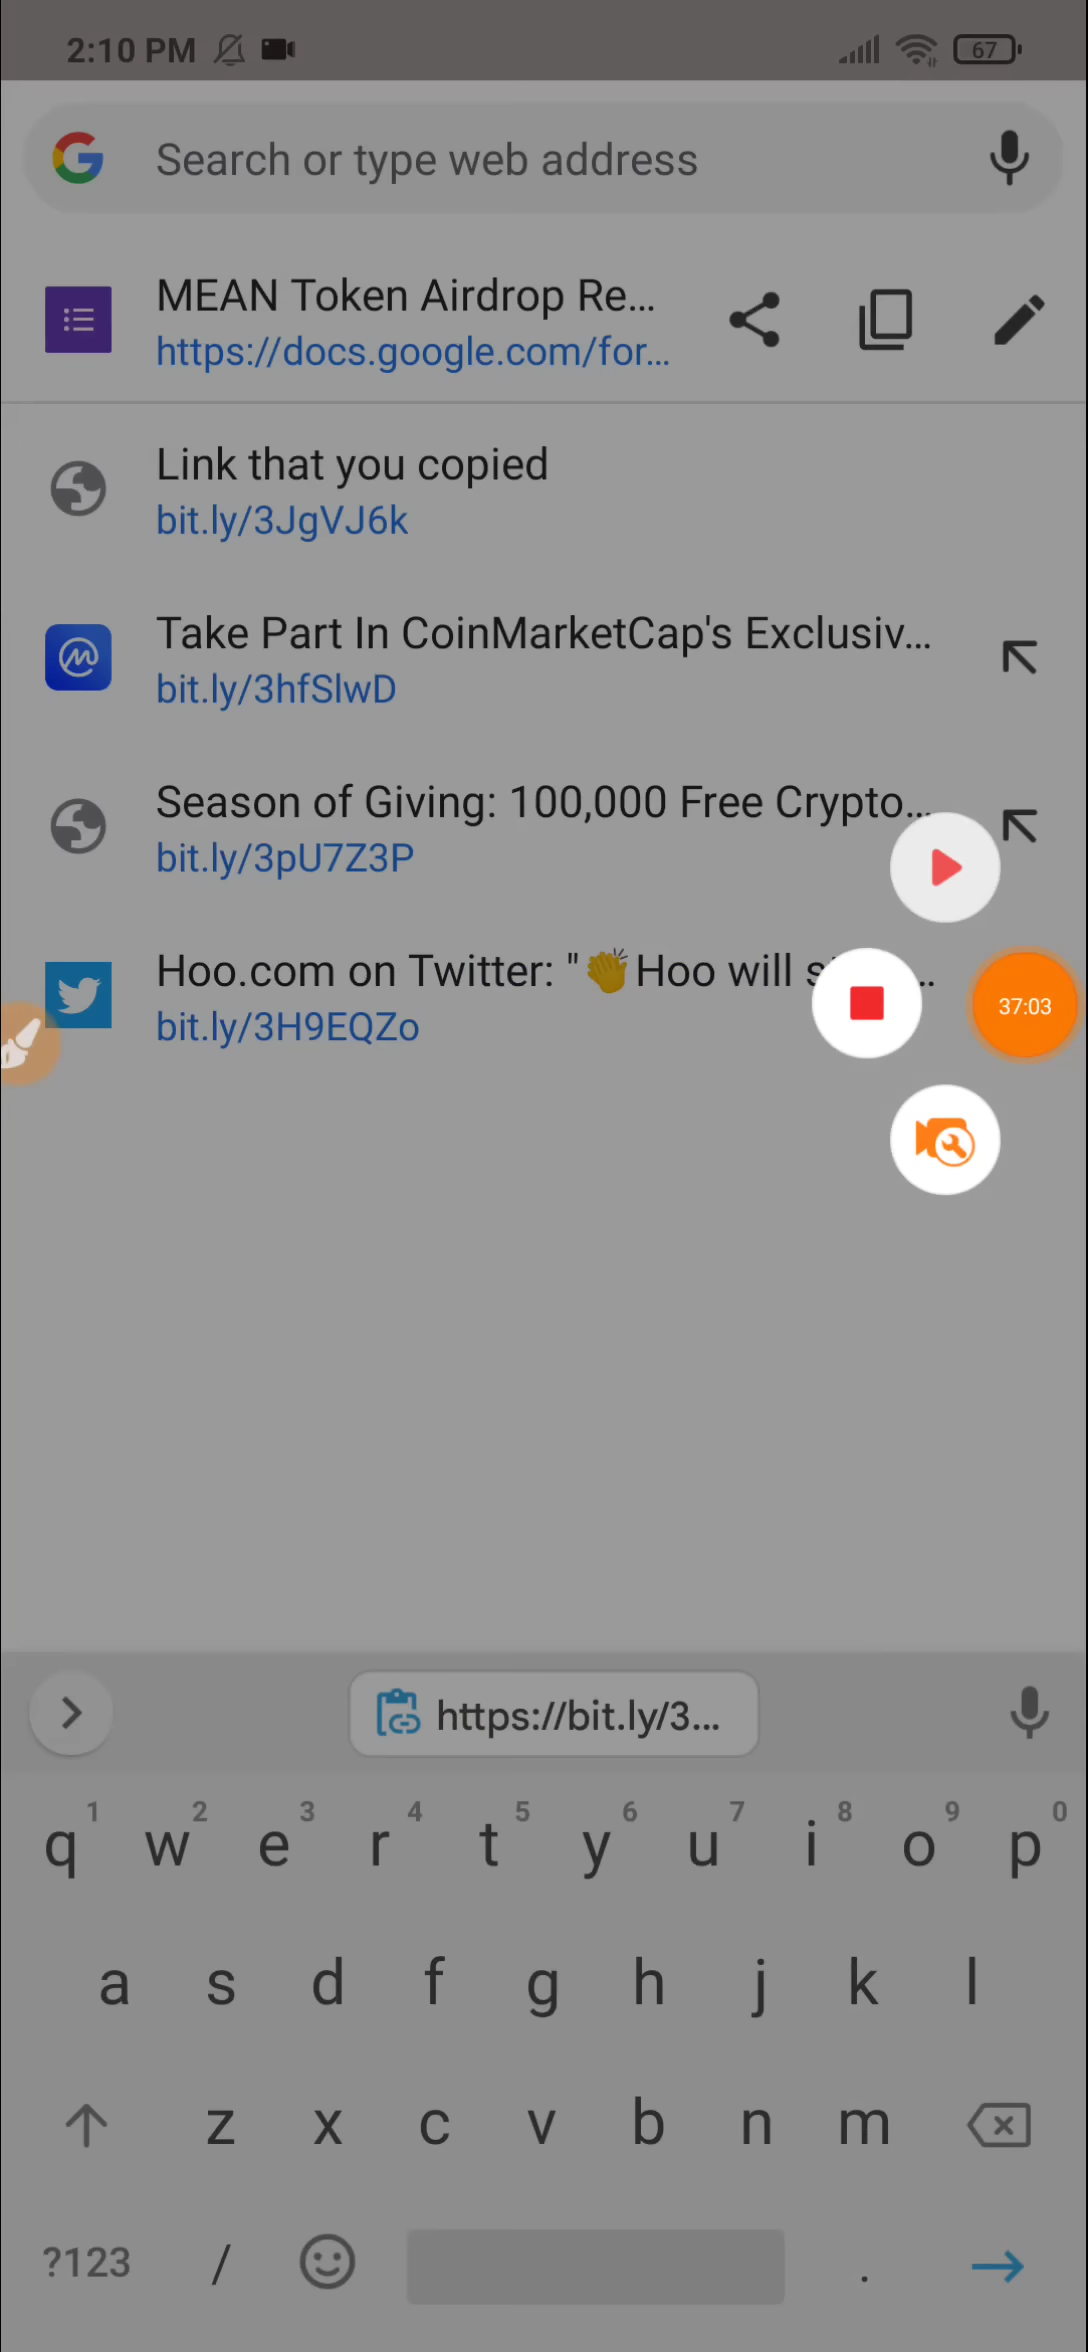 2:10 PM
67
Search or type web address
MEAN Token Airdrop Re...
https://docs.google.com/for...
Link that you copied
bit.ly/3JgVJ6k
Take Part In CoinMarketCap's Exclusiv...
bit.ly/3hfSlwD
Season of Giving: 100,000 Free Crypto...
bit.ly/3pU7Z3P
Hoo.com on Twitter: "👏Hoo will
bit.ly/3H9EQZo
37:03
https://bit.ly/3...
1 2 3 4 5 6 7 8 9 0
q w e r t y u i o p
a s d f g h j k l
z x c v b n m
?123 / .